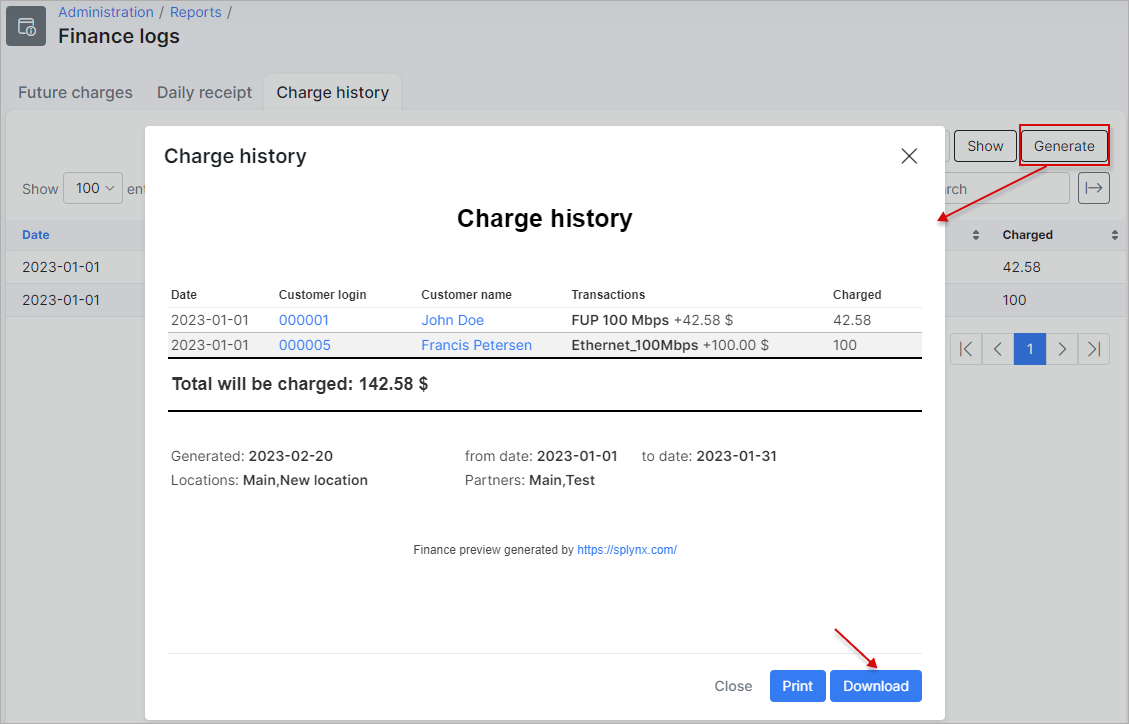 Administration / Reports /
Finance logs
Future charges Daily receipt Charge history
Show Generate
Show 100
Date Charged
2023-01-01 42.58
2023-01-01 100
1
Charge history
Charge history
Date Customer login Customer name Transactions Charged
2023-01-01 000001 John Doe FUP 100 Mbps +42.58 $ 42.58
2023-01-01 000005 Francis Petersen Ethernet_100Mbps +100.00 $ 100
Total will be charged: 142.58 $
Generated: 2023-02-20 from date: 2023-01-01 to date: 2023-01-31
Locations: Main,New location Partners: Main,Test
Finance preview generated by https://splynx.com/
Close Print Download